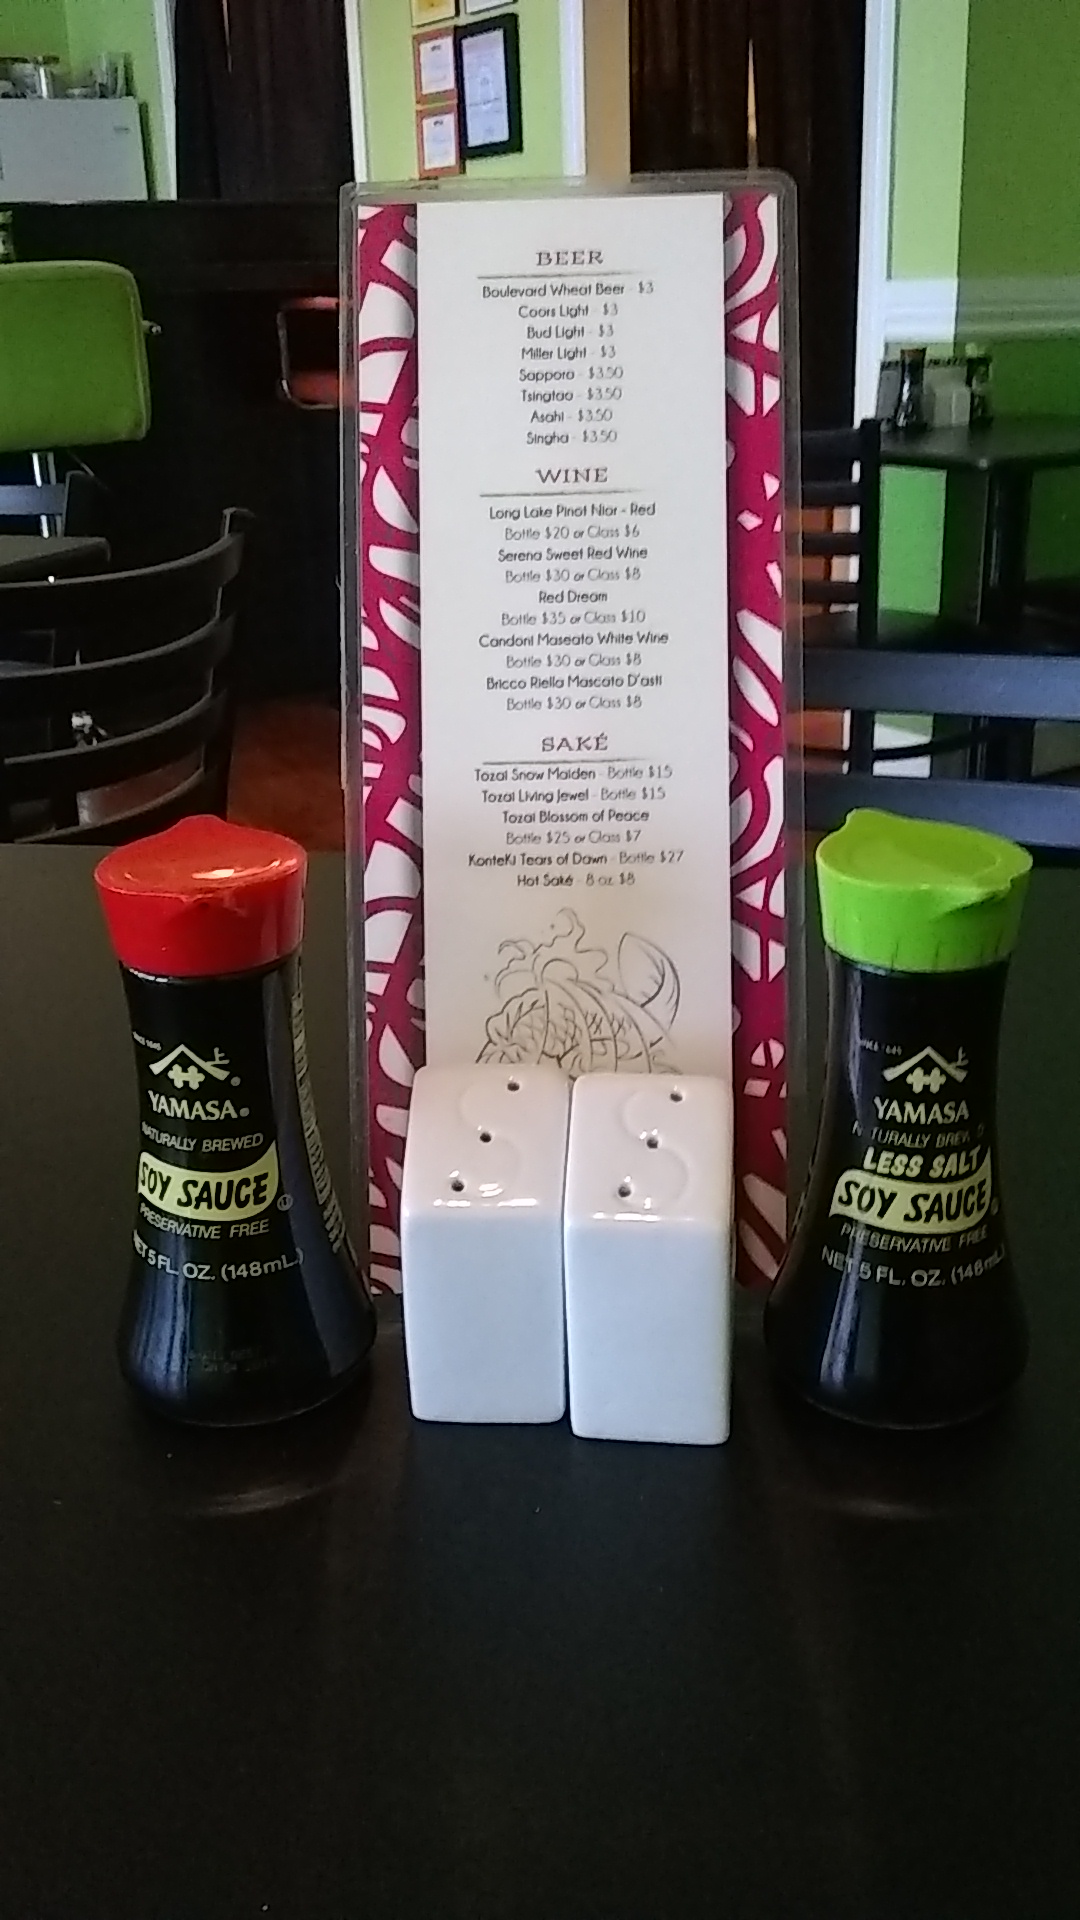 BEER
Boulevard Wheat Beer - $3
Coors Light - $3
Bud Light - $3
Miller Light - $3
Sapporo - $3.50
Tsingtao - $3.50
Asahi - $3.50
Singha - $3.50
WINE
Long Lake Pinot Nior - Red
Bottle $20 or Glass $6
Serena Sweet Red Wine
Bottle $30 or Glass $8
Red Dream
Bottle $35 or Glass $10
Candoni Moscato White Wine
Bottle $30 or Glass $8
Bricco Riella Moscato D'asti
Bottle $30 or Glass $8
SAKÉ
Tozai Snow Maiden - Bottle $15
Tozai Living Jewel - Bottle $15
Tozai Blossom of Peace
Bottle $25 or Glass $7
KonteKi Tears of Dawn - Bottle $27
Hot Saké - 8 oz $8
SINCE 1645
YAMASA®
NATURALLY BREWED
SOY SAUCE
PRESERVATIVE FREE
NET 5 FL. OZ. (148mL)
SINCE 1645
YAMASA
NATURALLY BREWED
LESS SALT
SOY SAUCE
PRESERVATIVE FREE
NET 5 FL. OZ. (148mL)